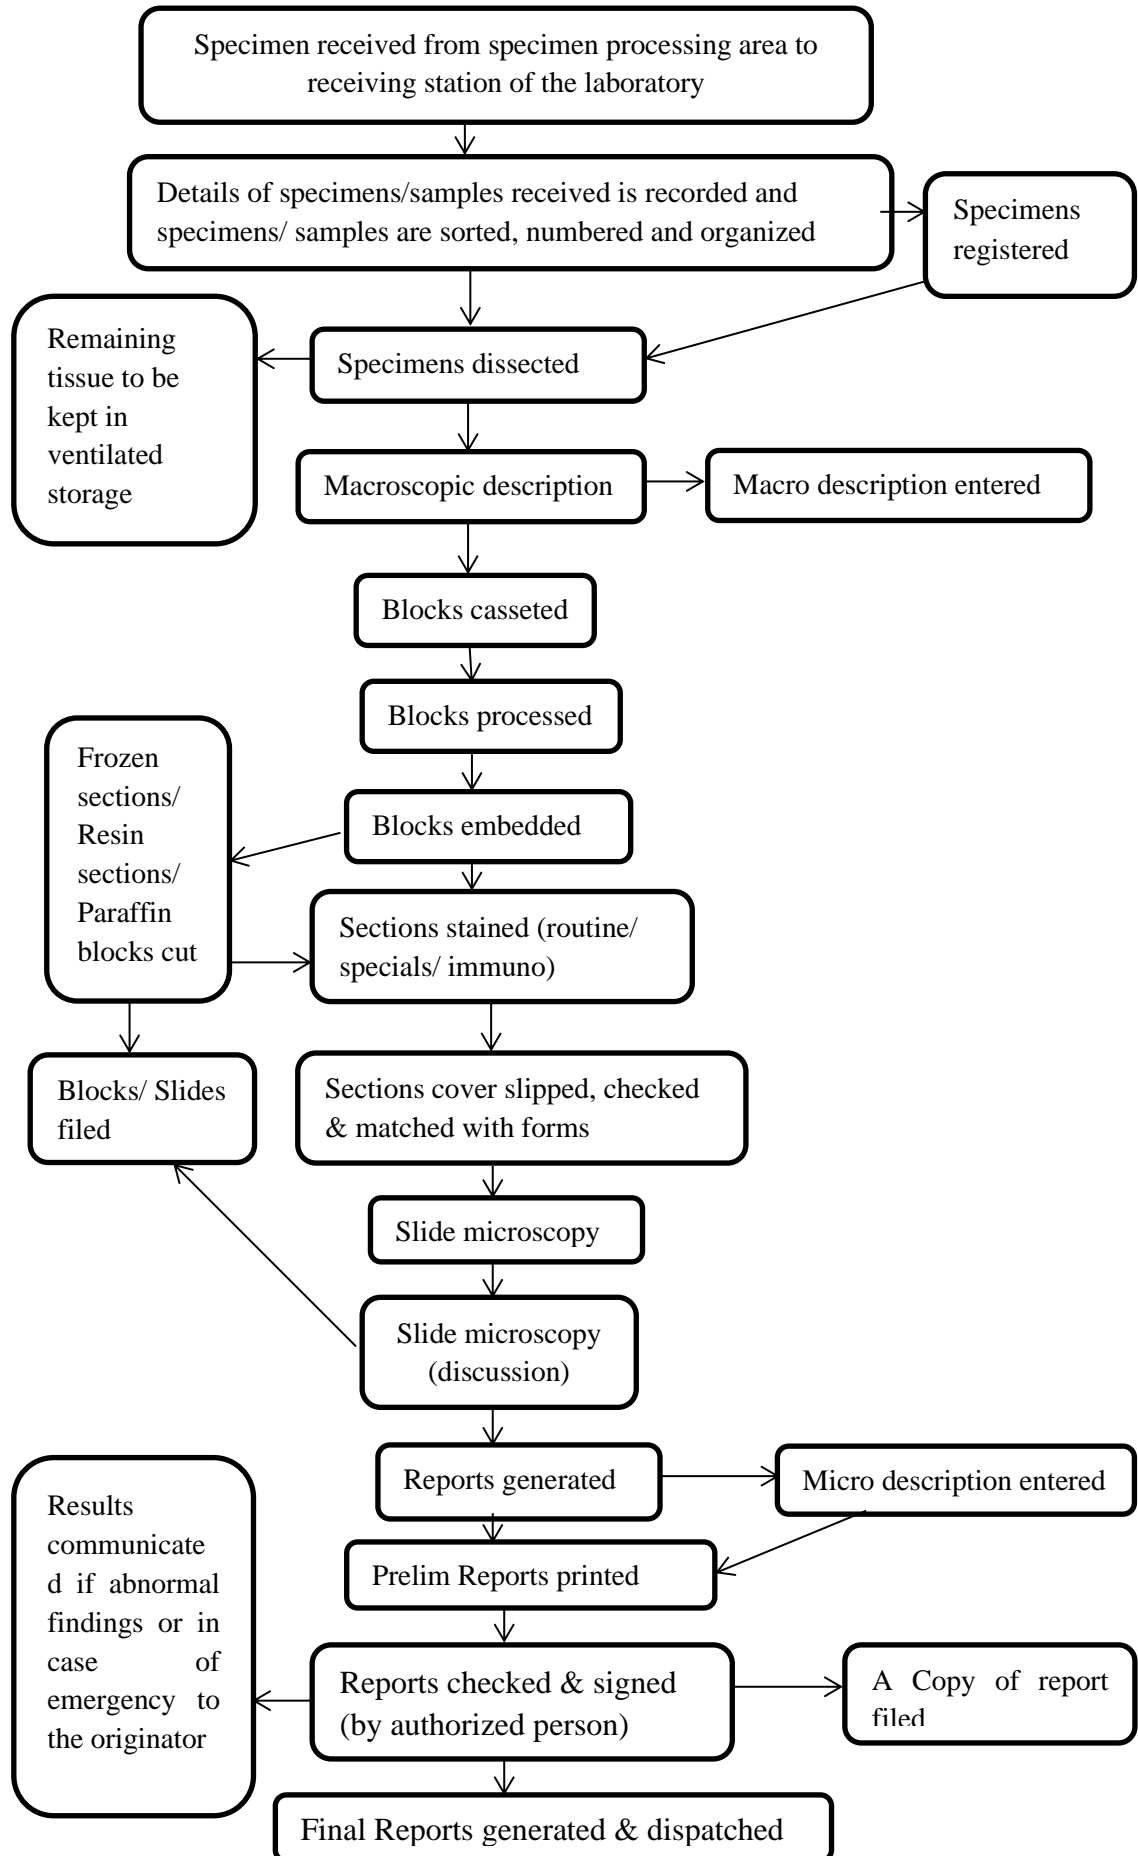 Specimen received from specimen processing area to
receiving station of the laboratory
Details of specimens/samples received is recorded and
specimens/ samples are sorted, numbered and organized
Specimens
registered
Remaining
tissue to be
kept in
ventilated
storage
Specimens dissected
Macroscopic description
Macro description entered
Blocks casseted
Blocks processed
Frozen
sections/
Resin
sections/
Paraffin
blocks cut
Blocks embedded
Sections stained (routine/
specials/ immuno)
Blocks/ Slides
filed
Sections cover slipped, checked
& matched with forms
Slide microscopy
Slide microscopy
(discussion)
Reports generated
Micro description entered
Results
communicate
d if abnormal
findings or in
case of
emergency to
the originator
Prelim Reports printed
Reports checked & signed
(by authorized person)
A Copy of report
filed
Final Reports generated & dispatched